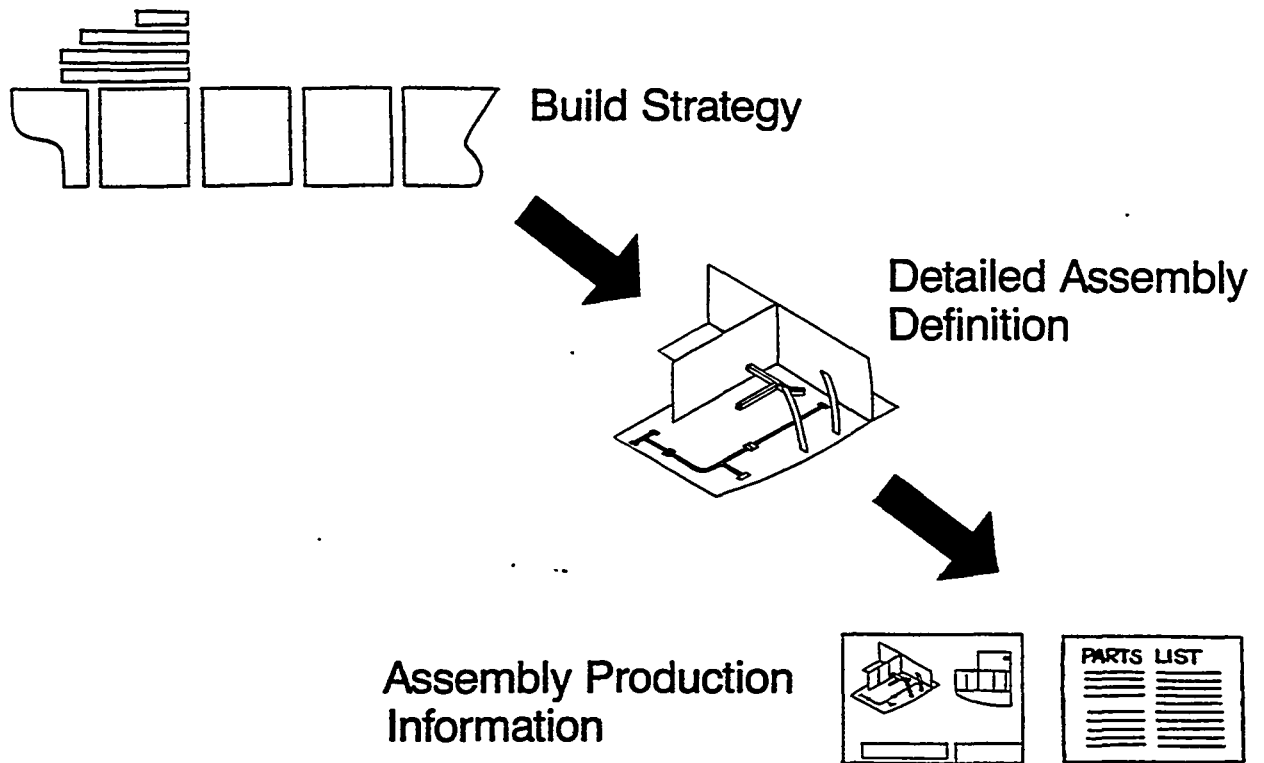 Build Strategy
Detailed Assembly
Definition
Assembly Production
Information
PARTS LIST